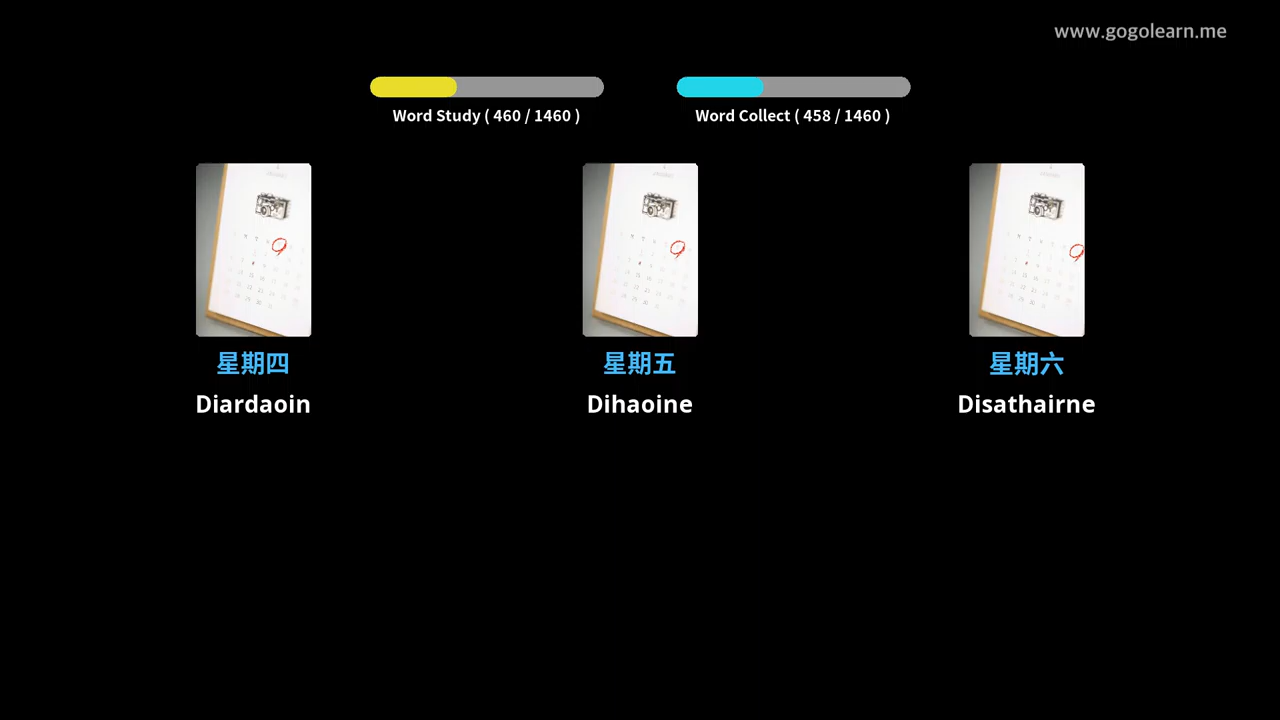 www.gogolearn.me
Word Study ( 460 / 1460 )
Word Collect ( 458 / 1460 )
星期四
星期五
星期六
Diardaoin
Dihaoine
Disathairne